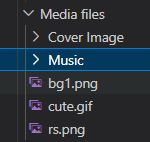 Media files
Cover Image
Music
bg1.png
cute.gif
rs.png